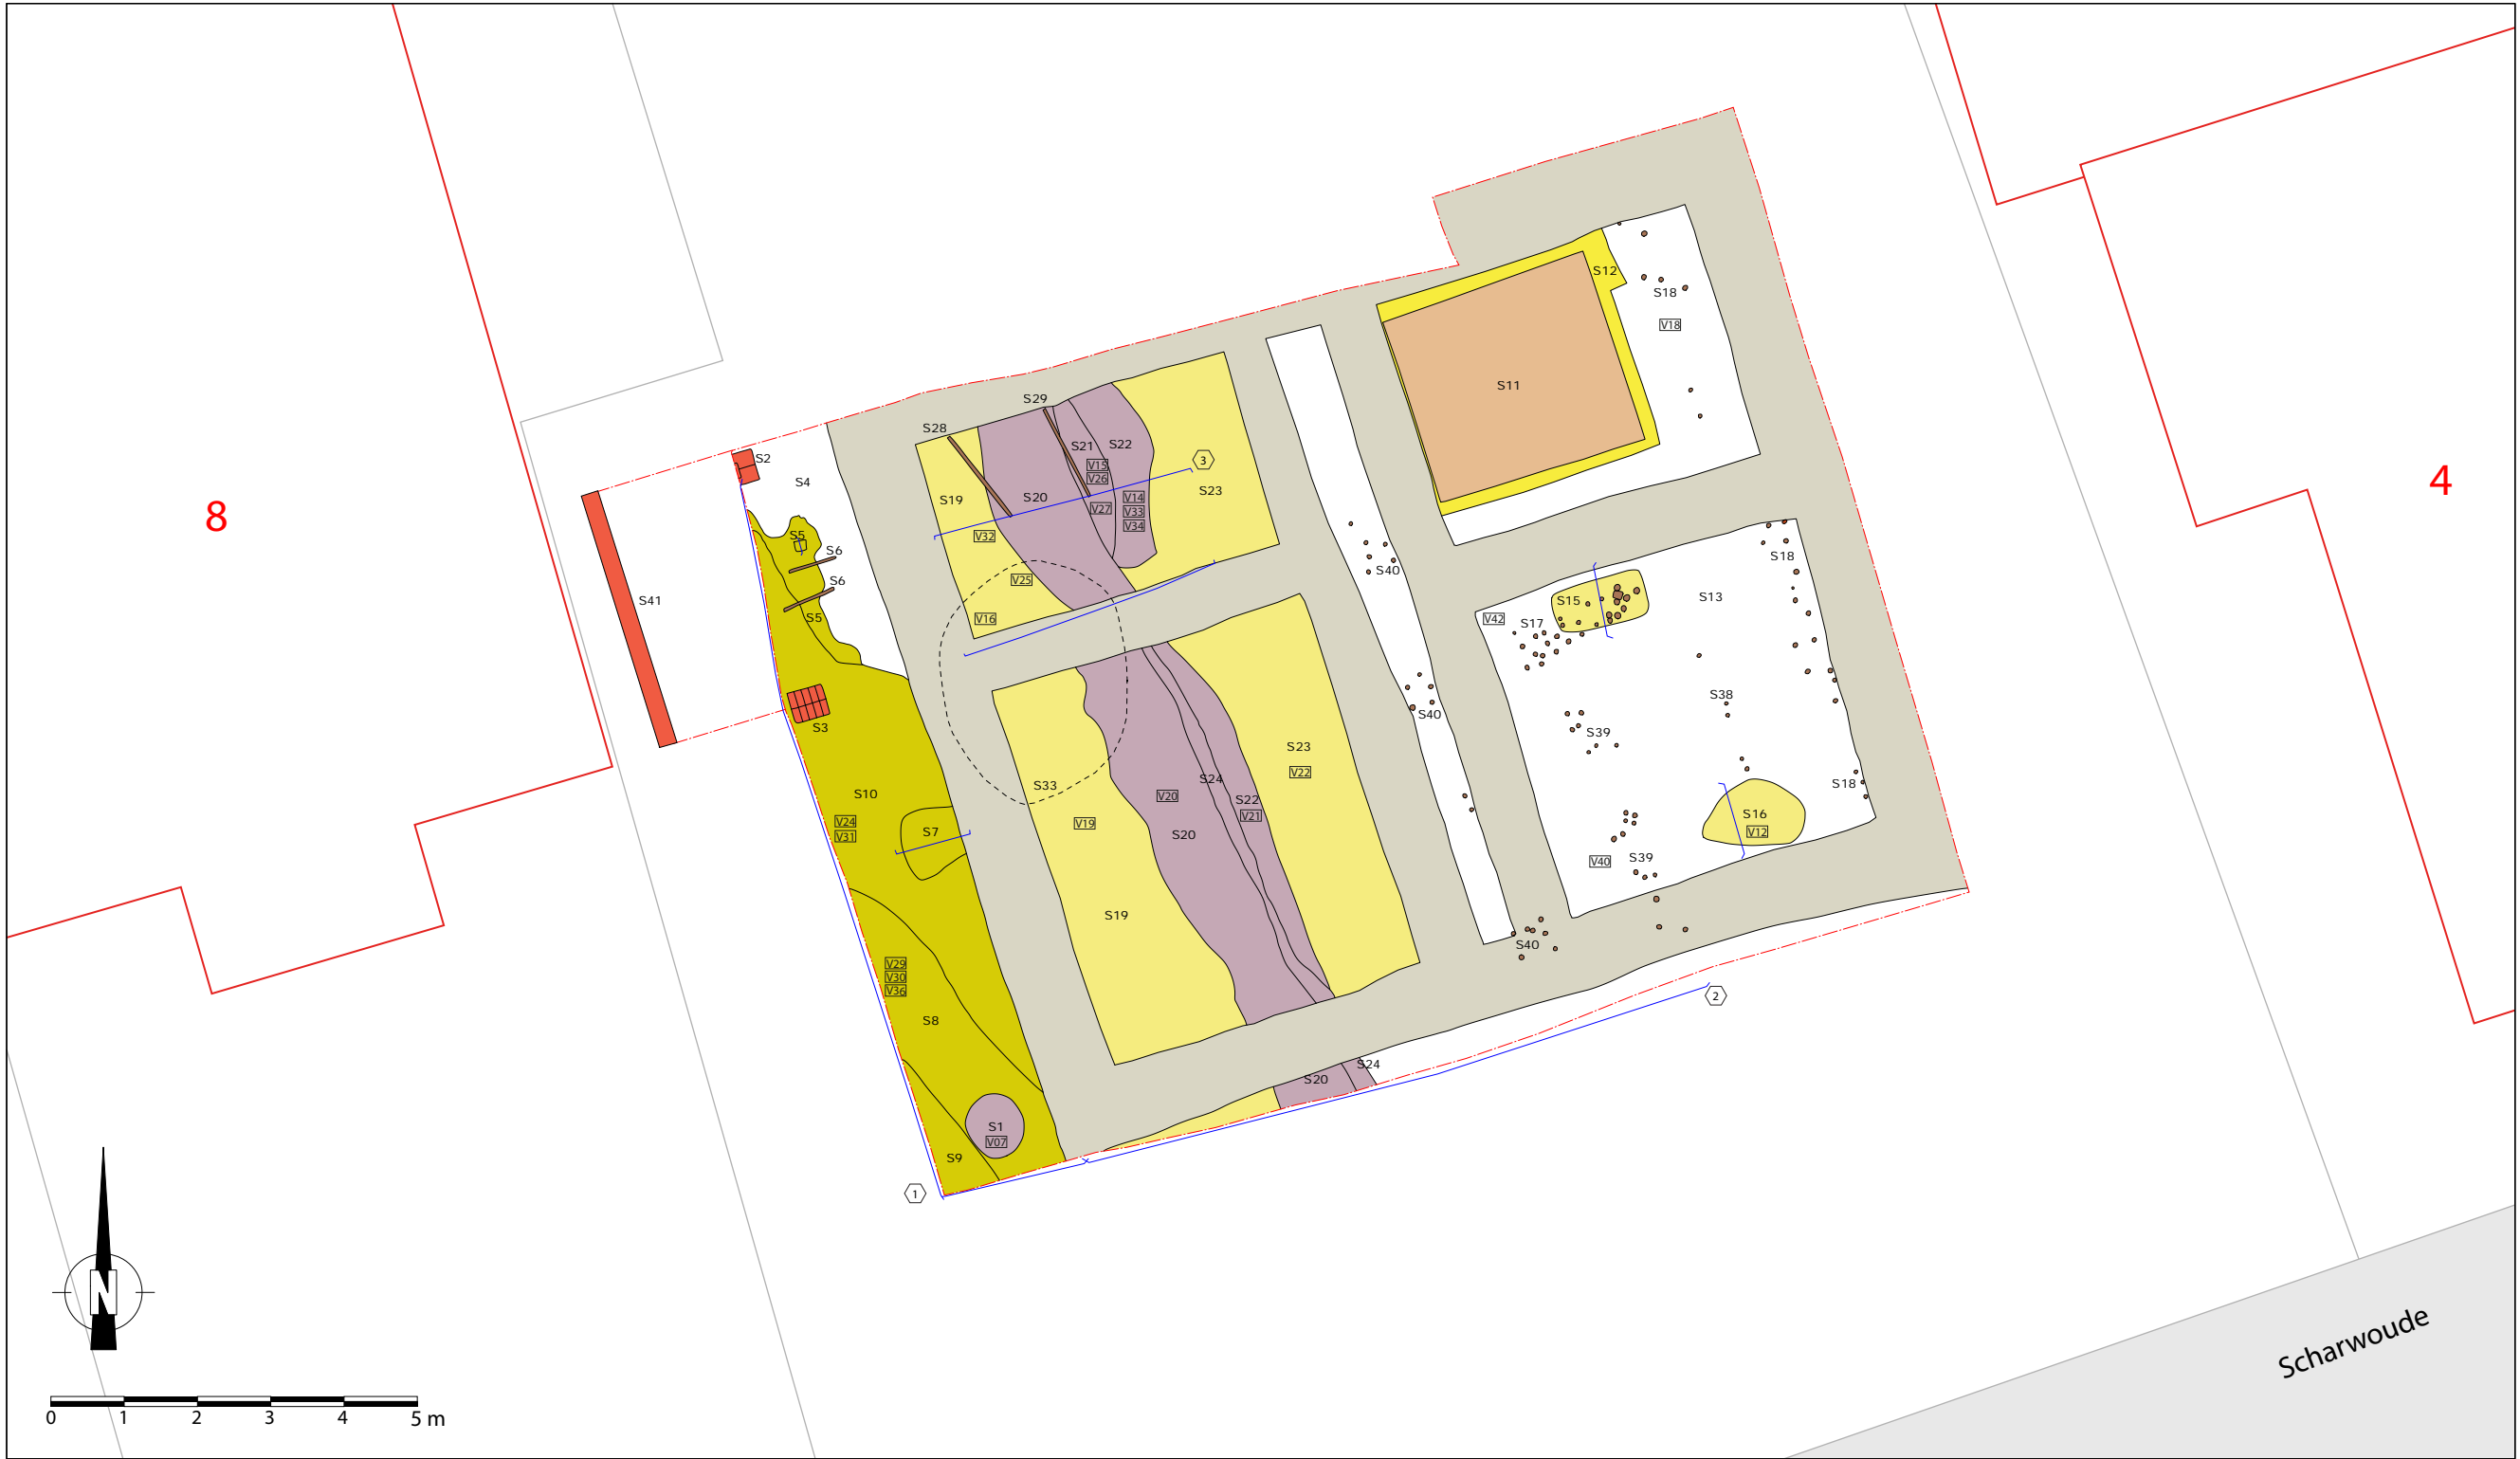 S12
S18
V18
S11
S29
S28
S21
S22
3
S2
V15
V26
S4
S19
S20
S23
V14
V33
V34
V27
8
4
S5
V32
S6
S18
S40
V25
S6
S41
S15
S13
S5
V16
V42
S17
S38
S40
S3
S39
S23
V22
S24
S33
S10
V20
S22
S18
V24
V19
V21
S16
V31
S7
S20
V12
V40
S39
S19
S40
V29
V30
V36
2
S8
S24
S20
S1
V07
S9
1
N
Scharwoude
0 1 2 3 4 5 m